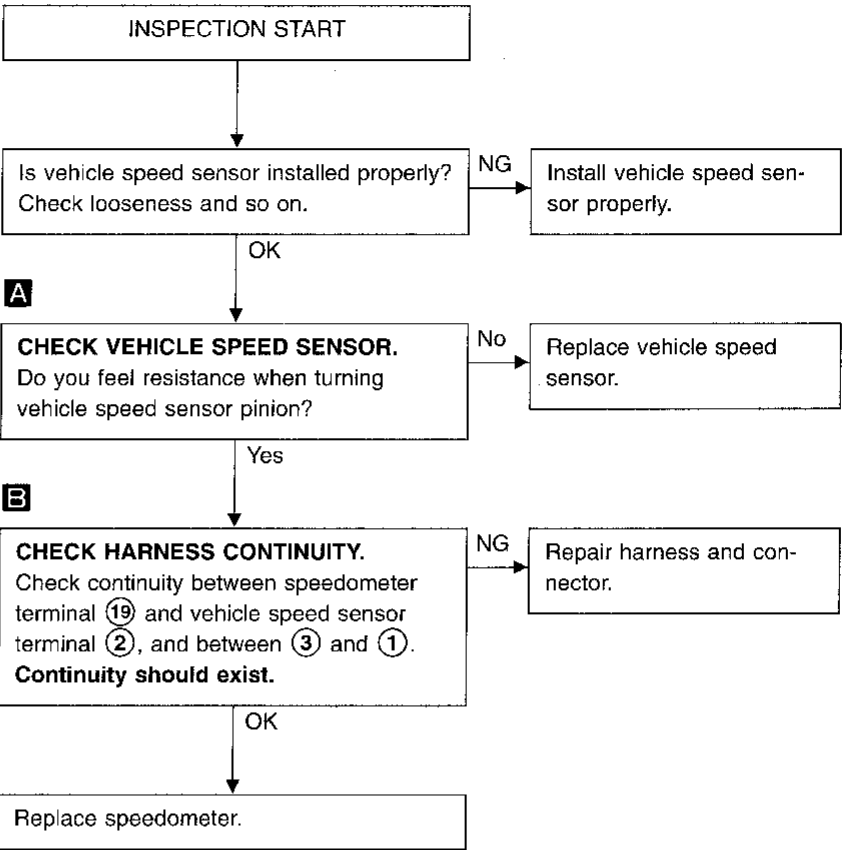 INSPECTION START
Is vehicle speed sensor installed properly?
Check looseness and so on.
NG
Install vehicle speed sen-
sor properly.
OK
A
CHECK VEHICLE SPEED SENSOR.
Do you feel resistance when turning
vehicle speed sensor pinion?
No
Replace vehicle speed
sensor.
Yes
B
CHECK HARNESS CONTINUITY.
Check continuity between speedometer
terminal ⑲ and vehicle speed sensor
terminal ②, and between ③ and ①.
Continuity should exist.
NG
Repair harness and con-
nector.
OK
Replace speedometer.